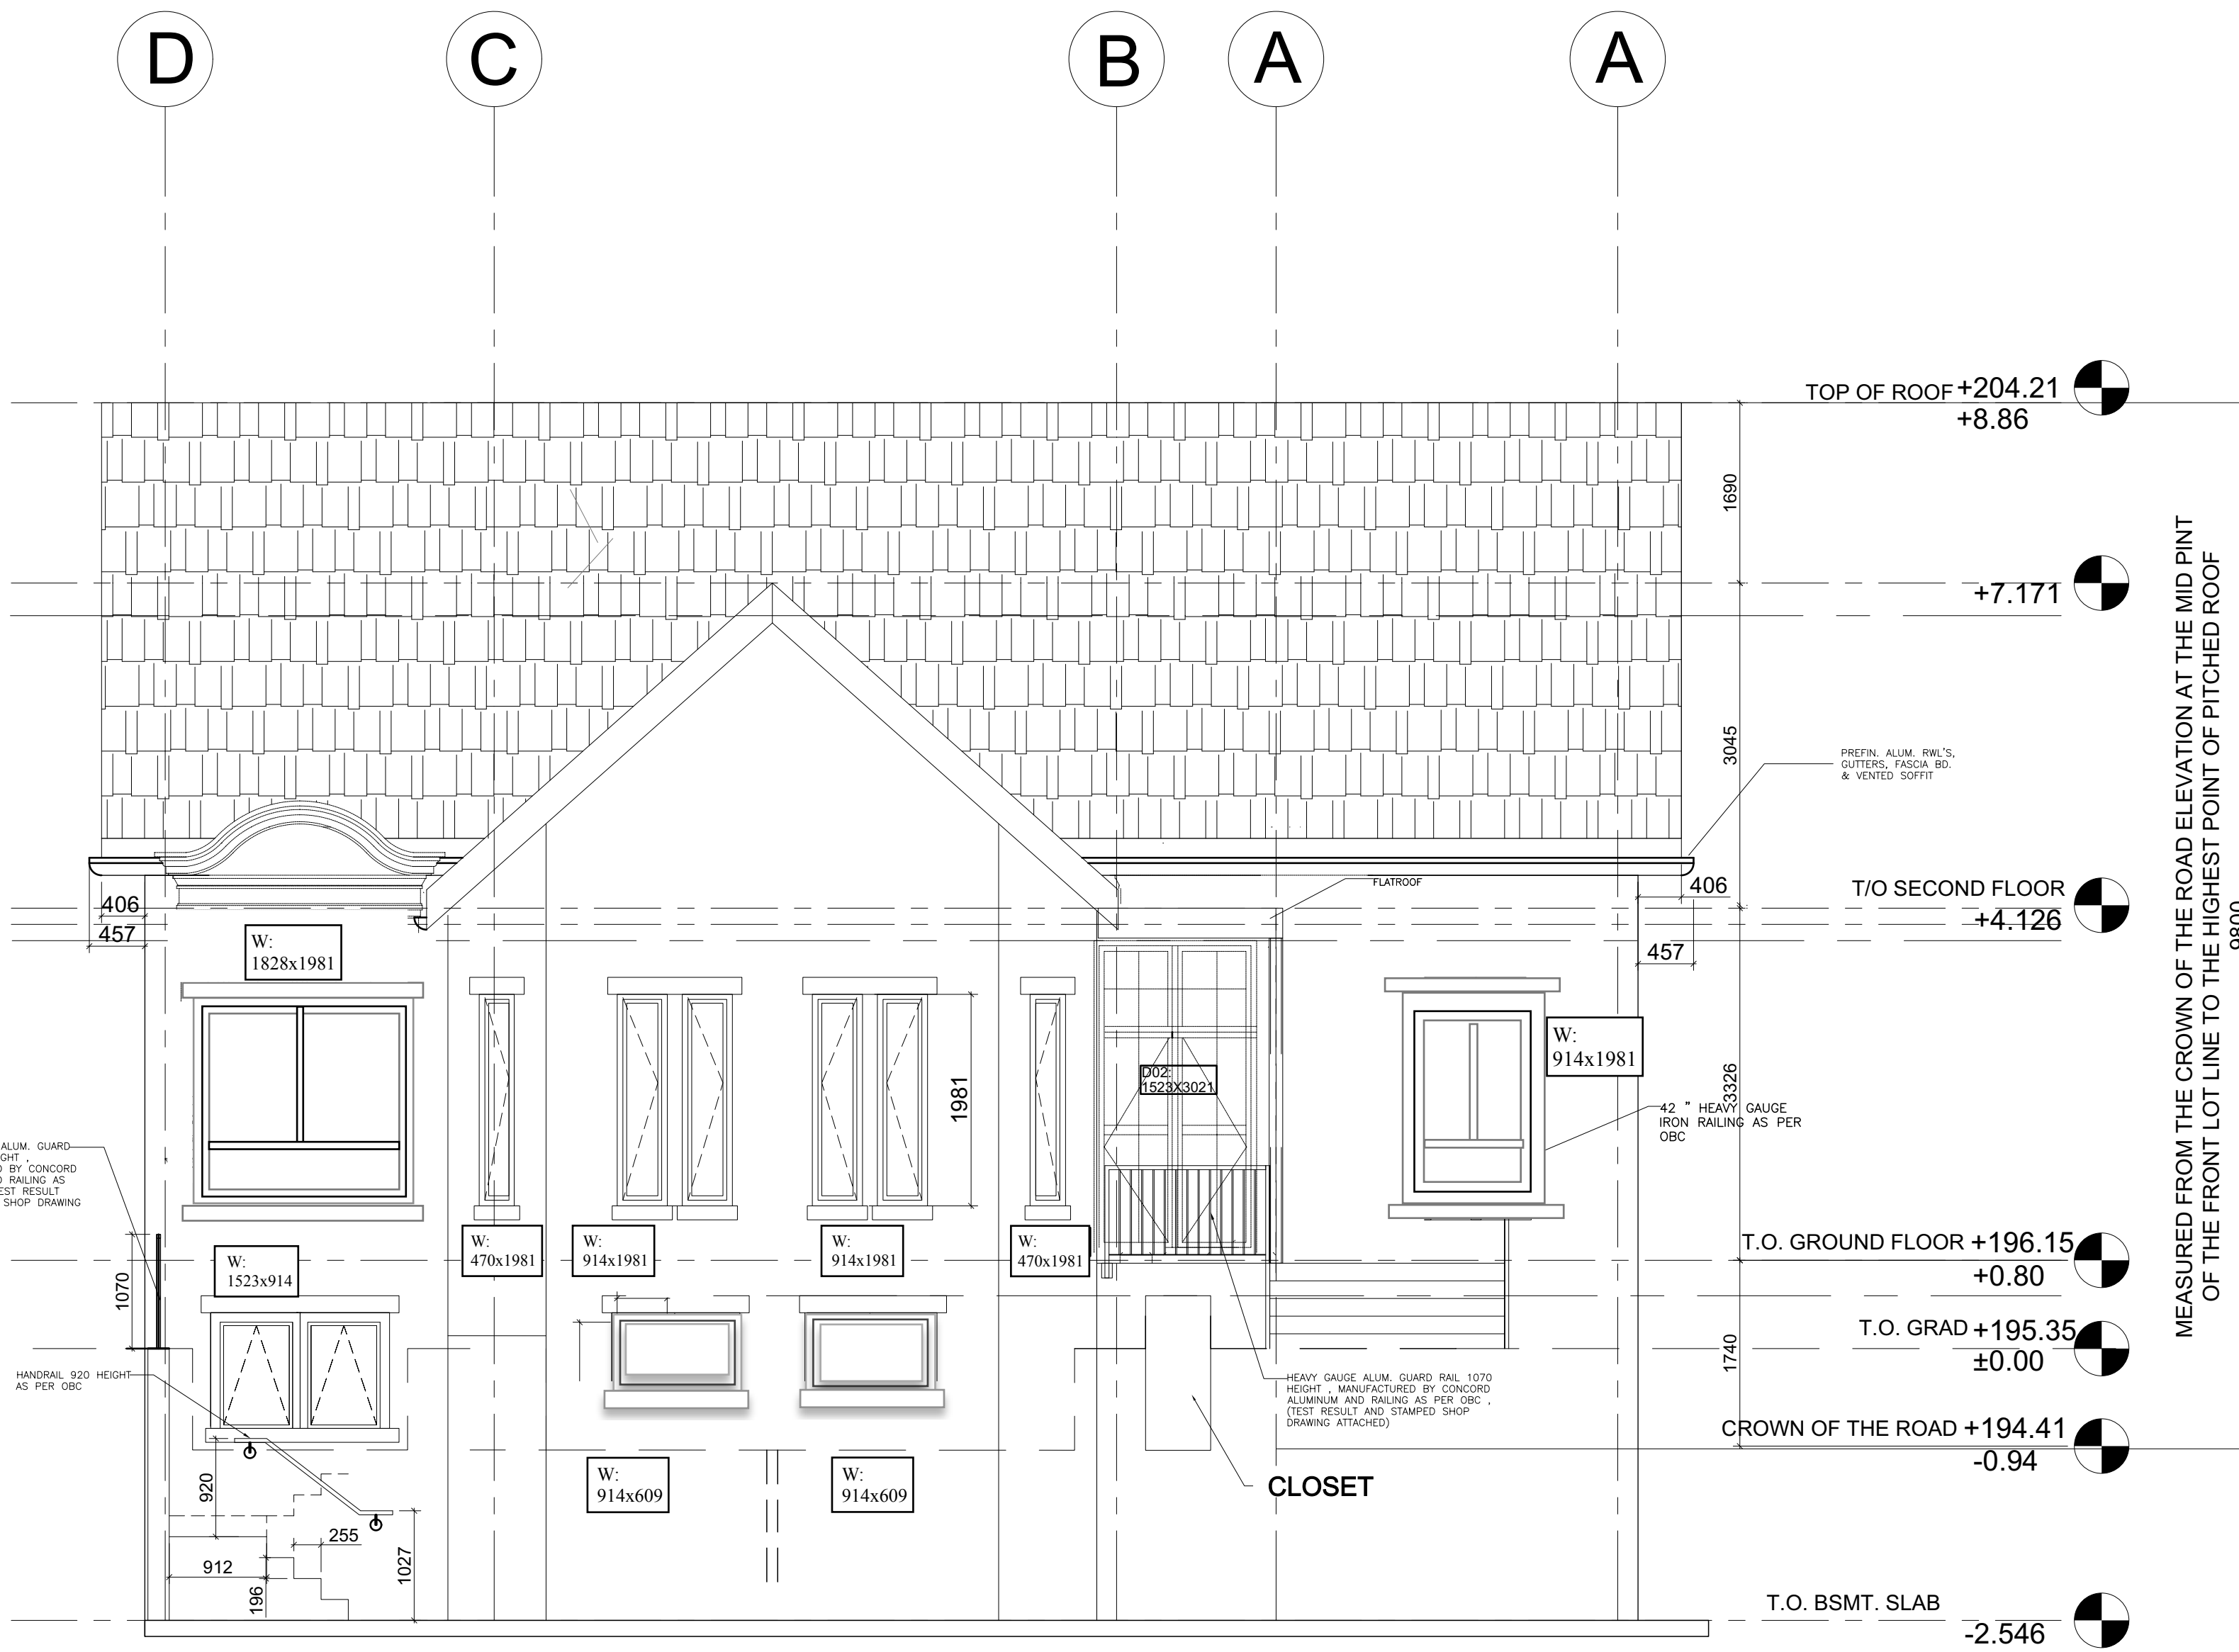 D
C
B
A
A
TOP OF ROOF +204.21
+8.86
1690
+7.171
3045
PREFIN. ALUM. RWL'S,
GUTTERS, FASCIA BD.
& VENTED SOFFIT
MEASURED FROM THE CROWN OF THE ROAD ELEVATION AT THE MID PINT
OF THE FRONT LOT LINE TO THE HIGHEST POINT OF PITCHED ROOF
9800
FLATROOF
406
457
406
457
T/O SECOND FLOOR
+4.126
W:
1828x1981
1981
D02:
1523X3021
W:
914x1981
3326
42 " HEAVY GAUGE
IRON RAILING AS PER
OBC
ALUM. GUARD
GHT ,
D BY CONCORD
D RAILING AS
EST RESULT
SHOP DRAWING
W:
470x1981
W:
914x1981
W:
914x1981
W:
470x1981
T.O. GROUND FLOOR +196.15
+0.80
W:
1523x914
1070
T.O. GRAD +195.35
±0.00
1740
HANDRAIL 920 HEIGHT
AS PER OBC
HEAVY GAUGE ALUM. GUARD RAIL 1070
HEIGHT , MANUFACTURED BY CONCORD
ALUMINUM AND RAILING AS PER OBC ,
(TEST RESULT AND STAMPED SHOP
DRAWING ATTACHED)
CROWN OF THE ROAD +194.41
-0.94
W:
914x609
W:
914x609
CLOSET
920
255
912
196
1027
T.O. BSMT. SLAB
-2.546